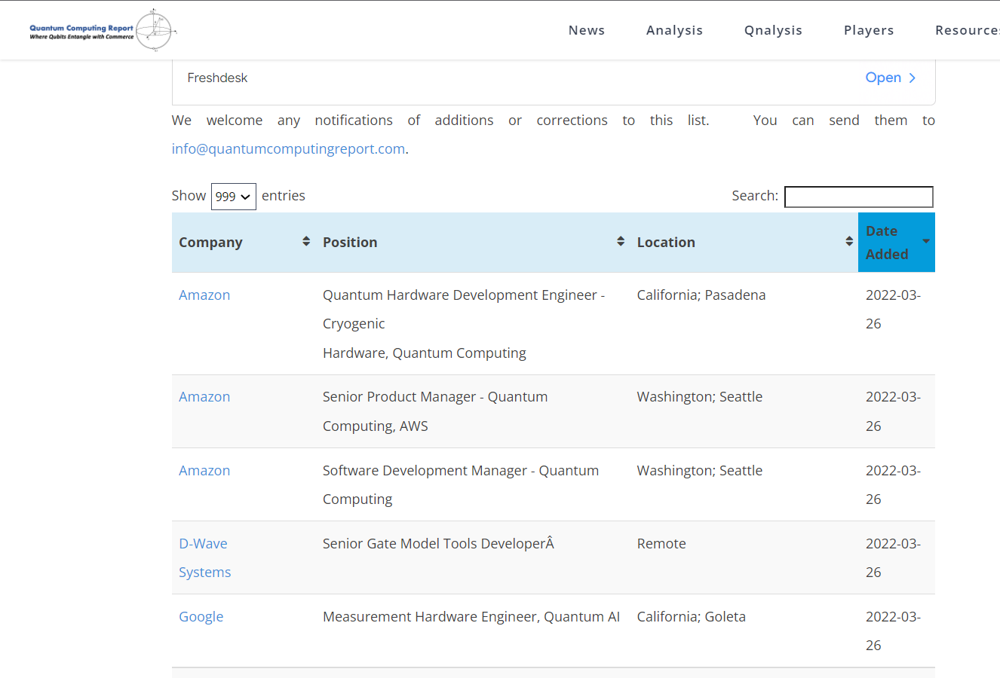 Quantum Computing Report
Where Qubits Entangle with Commerce
News Analysis Qnalysis Players Resources
Freshdesk Open
We welcome any notifications of additions or corrections to this list. You can send them to
info@quantumcomputingreport.com.
Show 999 entries Search:
Company Position Location Date
Added
Amazon Quantum Hardware Development Engineer - California; Pasadena 2022-03-
Cryogenic 26
Hardware, Quantum Computing
Amazon Senior Product Manager - Quantum Washington; Seattle 2022-03-
Computing, AWS 26
Amazon Software Development Manager - Quantum Washington; Seattle 2022-03-
Computing 26
D-Wave Senior Gate Model Tools DeveloperÂ Remote 2022-03-
Systems 26
Google Measurement Hardware Engineer, Quantum AI California; Goleta 2022-03-
26